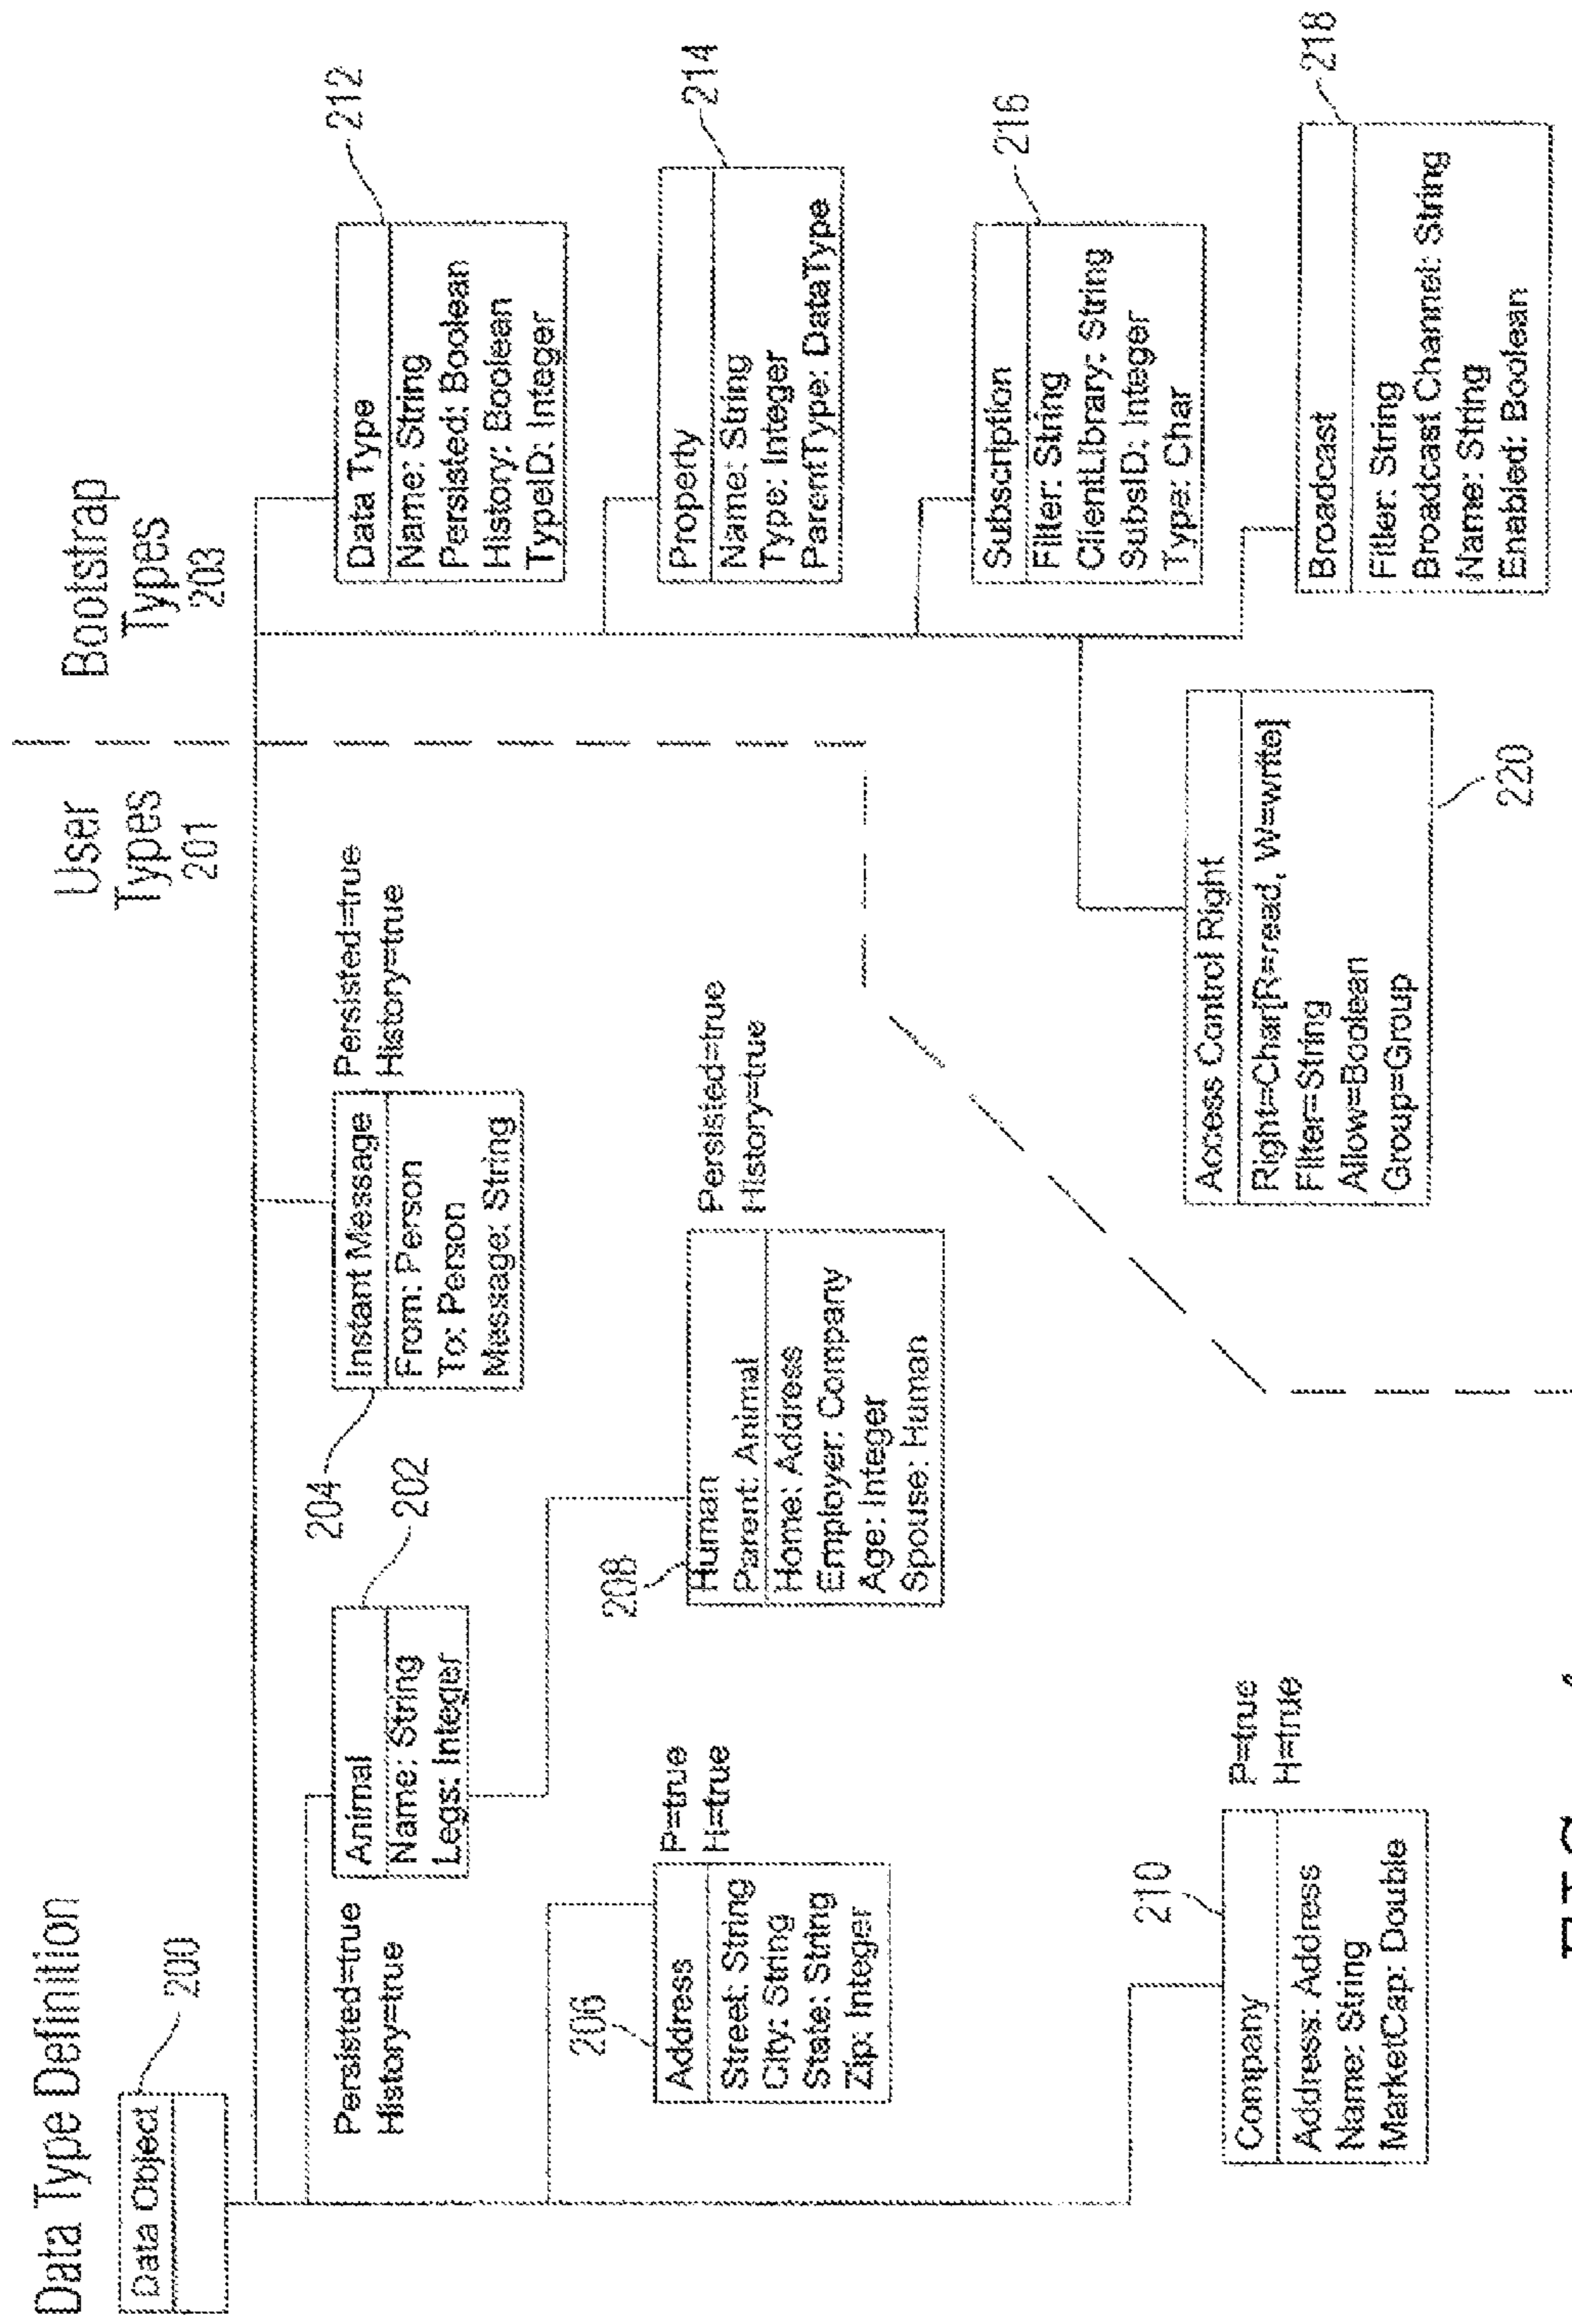 Data Type Definition
Data Object
200
User
Types
201
Bootstrap
Types
203
Persisted=true
History=true
Animal
Name: String
Legs: Integer
202
204
Instant Message
From: Person
To: Person
Message: String
Persisted=true
History=true
206
Address
Street: String
City: String
State: String
Zip: Integer
P=true
H=true
208
Human
Parent: Animal
Home: Address
Employer: Company
Age: Integer
Spouse: Human
Persisted=true
History=true
210
Company
Address: Address
Name: String
MarketCap: Double
P=true
H=true
212
Data Type
Name: String
Persisted: Boolean
History: Boolean
TypeID: Integer
214
Property
Name: String
Type: Integer
ParentType: DataType
216
Subscription
Filter: String
ClientLibrary: String
SubsID: Integer
Type: Char
218
Broadcast
Filter: String
Broadcast Channel: String
Name: String
Enabled: Boolean
Access Control Right
Right=Char[R=read, W=write]
Filter=String
Allow=Boolean
Group=Group
220